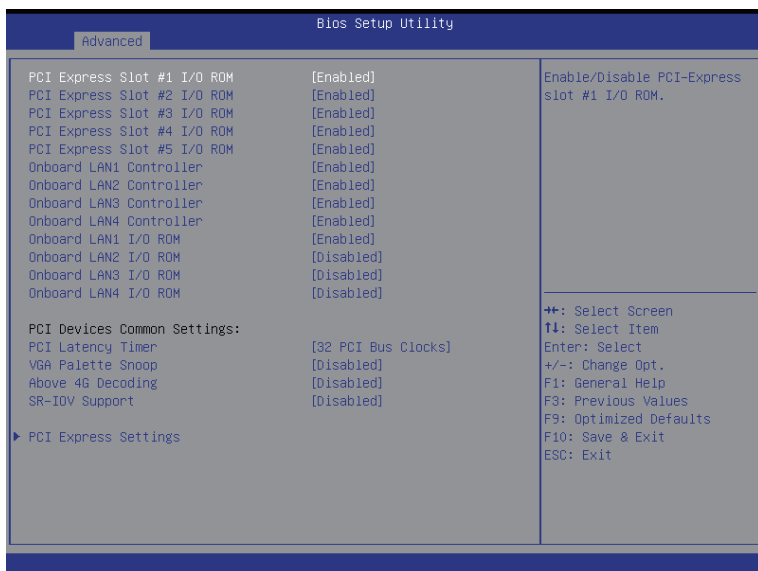 Bios Setup Utility
Advanced
PCI Express Slot #1 I/O ROM [Enabled]
PCI Express Slot #2 I/O ROM [Enabled]
PCI Express Slot #3 I/O ROM [Enabled]
PCI Express Slot #4 I/O ROM [Enabled]
PCI Express Slot #5 I/O ROM [Enabled]
Onboard LAN1 Controller [Enabled]
Onboard LAN2 Controller [Enabled]
Onboard LAN3 Controller [Enabled]
Onboard LAN4 Controller [Enabled]
Onboard LAN1 I/O ROM [Enabled]
Onboard LAN2 I/O ROM [Disabled]
Onboard LAN3 I/O ROM [Disabled]
Onboard LAN4 I/O ROM [Disabled]
PCI Devices Common Settings:
PCI Latency Timer [32 PCI Bus Clocks]
VGA Palette Snoop [Disabled]
Above 4G Decoding [Disabled]
SR-IOV Support [Disabled]
PCI Express Settings
Enable/Disable PCI-Express
slot #1 I/O ROM.
→←: Select Screen
↑↓: Select Item
Enter: Select
+/-: Change Opt.
F1: General Help
F3: Previous Values
F9: Optimized Defaults
F10: Save & Exit
ESC: Exit